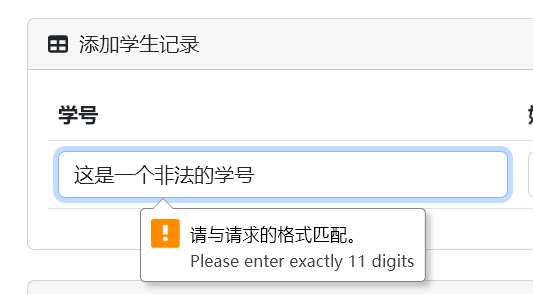 添加学生记录
学号
这是一个非法的学号
请与请求的格式匹配。
Please enter exactly 11 digits